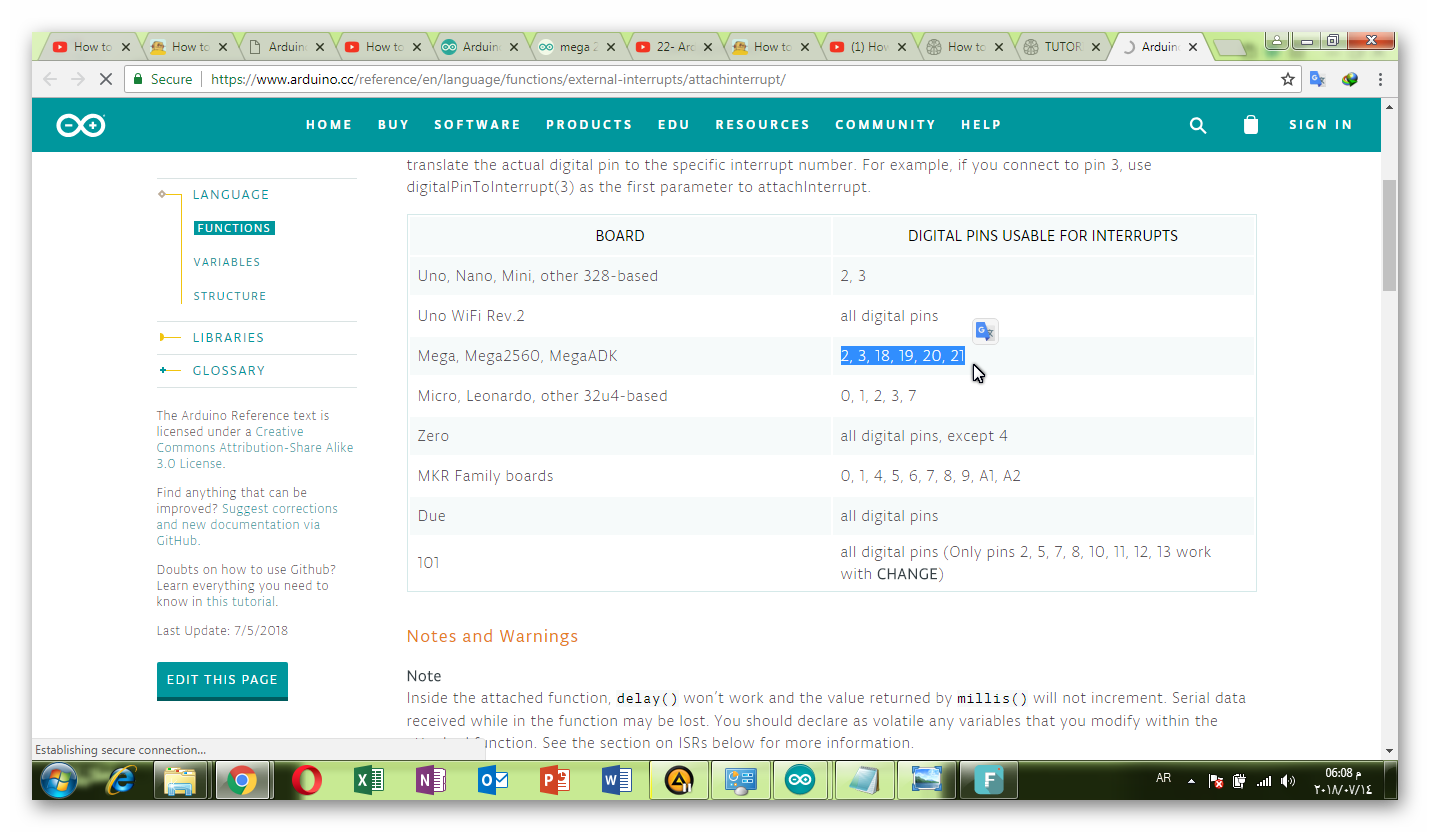 How to
How to
Arduin
How to
Arduin
mega 2
22- Ard
How to
(1) How
How to
TUTOR
Arduin
Secure
https://www.arduino.cc/reference/en/language/functions/external-interrupts/attachinterrupt/
HOME BUY SOFTWARE PRODUCTS EDU RESOURCES COMMUNITY HELP
SIGN IN
LANGUAGE
FUNCTIONS
VARIABLES
STRUCTURE
LIBRARIES
GLOSSARY
The Arduino Reference text is
licensed under a Creative
Commons Attribution-Share Alike
3.0 License.
Find anything that can be
improved? Suggest corrections
and new documentation via
GitHub.
Doubts on how to use Github?
Learn everything you need to
know in this tutorial.
Last Update: 7/5/2018
EDIT THIS PAGE
translate the actual digital pin to the specific interrupt number. For example, if you connect to pin 3, use
digitalPinToInterrupt(3) as the first parameter to attachInterrupt.
BOARD DIGITAL PINS USABLE FOR INTERRUPTS
Uno, Nano, Mini, other 328-based 2, 3
Uno WiFi Rev.2 all digital pins
Mega, Mega2560, MegaADK 2, 3, 18, 19, 20, 21
Micro, Leonardo, other 32u4-based 0, 1, 2, 3, 7
Zero all digital pins, except 4
MKR Family boards 0, 1, 4, 5, 6, 7, 8, 9, A1, A2
Due all digital pins
101 all digital pins (Only pins 2, 5, 7, 8, 10, 11, 12, 13 work
with CHANGE)
Notes and Warnings
Note
Inside the attached function, delay() won't work and the value returned by millis() will not increment. Serial data
received while in the function may be lost. You should declare as volatile any variables that you modify within the
function. See the section on ISRs below for more information.
Establishing secure connection...
AR
06:08 م
٢٠١٨/٠٧/١٤